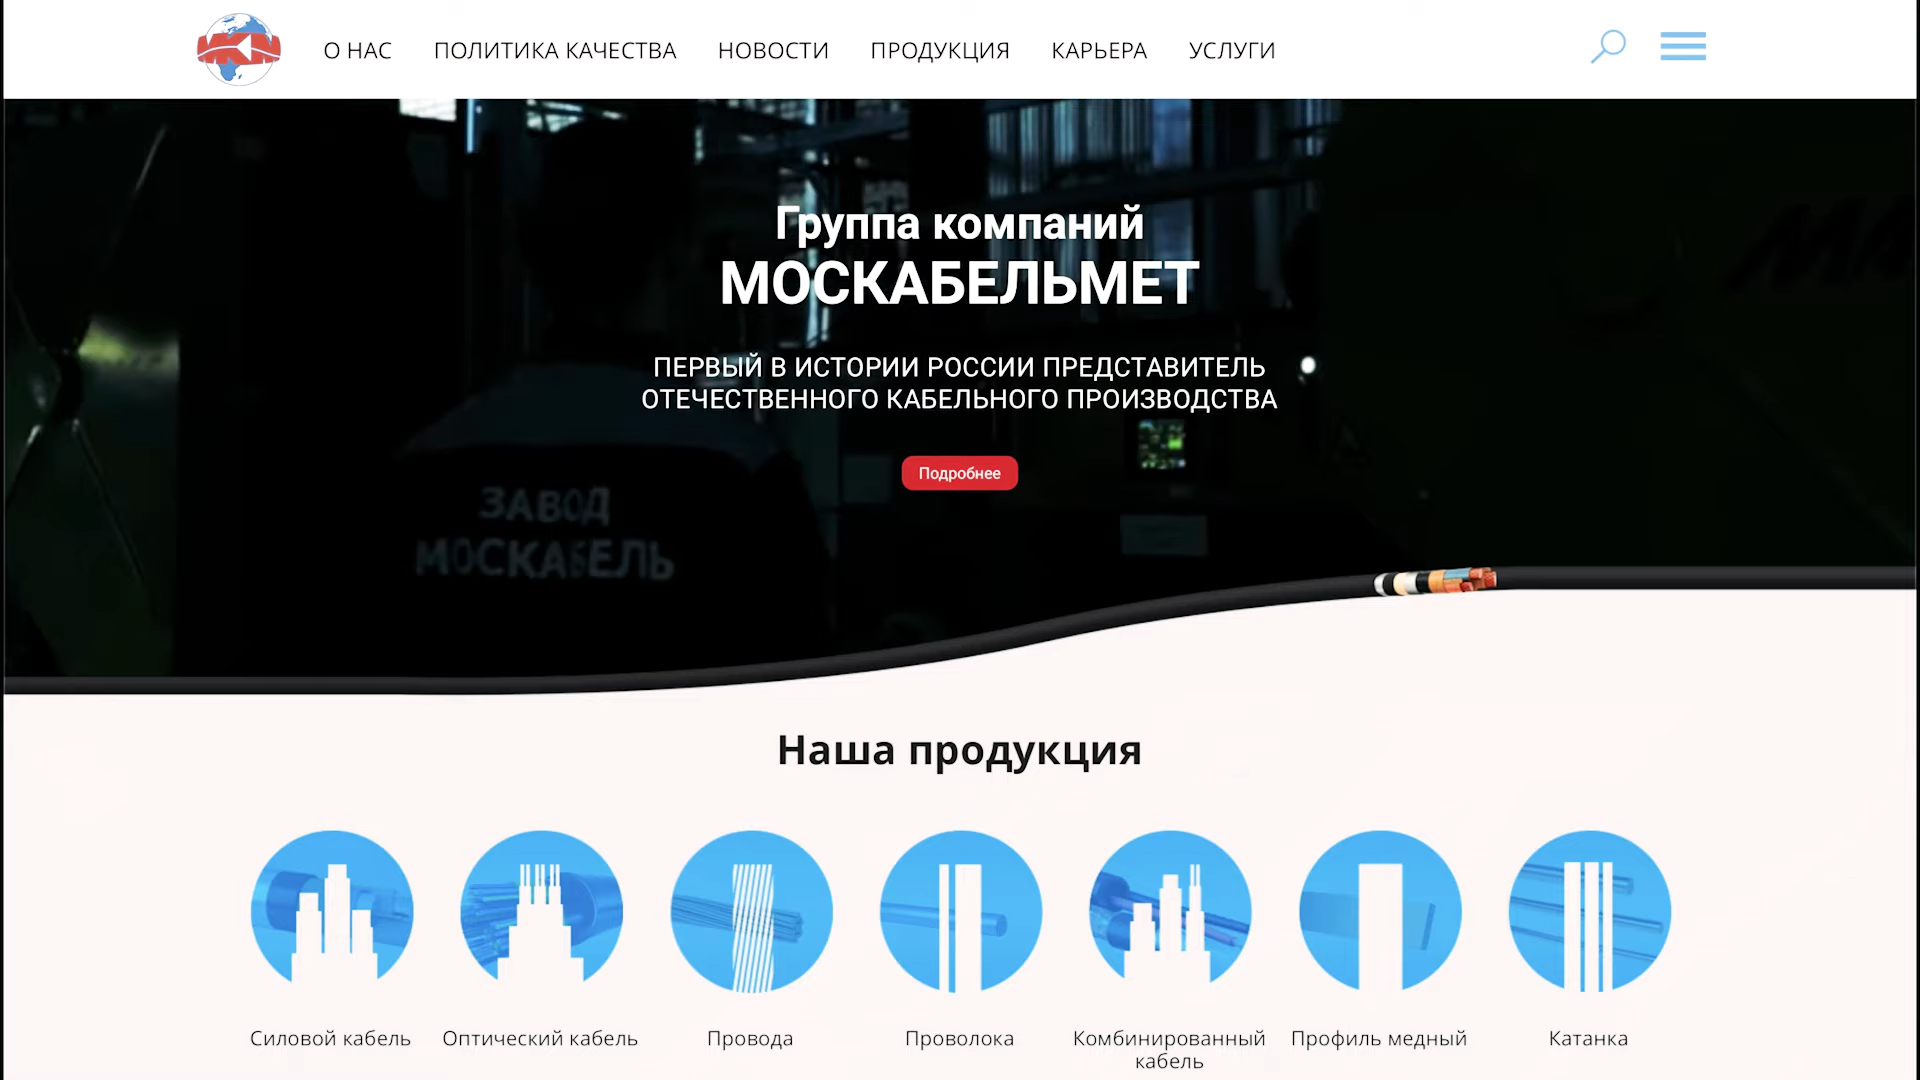 МКМ
О НАС
ПОЛИТИКА КАЧЕСТВА
НОВОСТИ
ПРОДУКЦИЯ
КАРЬЕРА
УСЛУГИ
Группа компаний
МОСКАБЕЛЬМЕТ
ПЕРВЫЙ В ИСТОРИИ РОССИИ ПРЕДСТАВИТЕЛЬ
ОТЕЧЕСТВЕННОГО КАБЕЛЬНОГО ПРОИЗВОДСТВА
Подробнее
ЗАВОД
МОСКАБЕЛЬ
Наша продукция
Силовой кабель
Оптический кабель
Провода
Проволока
Комбинированный
кабель
Профиль медный
Катанка